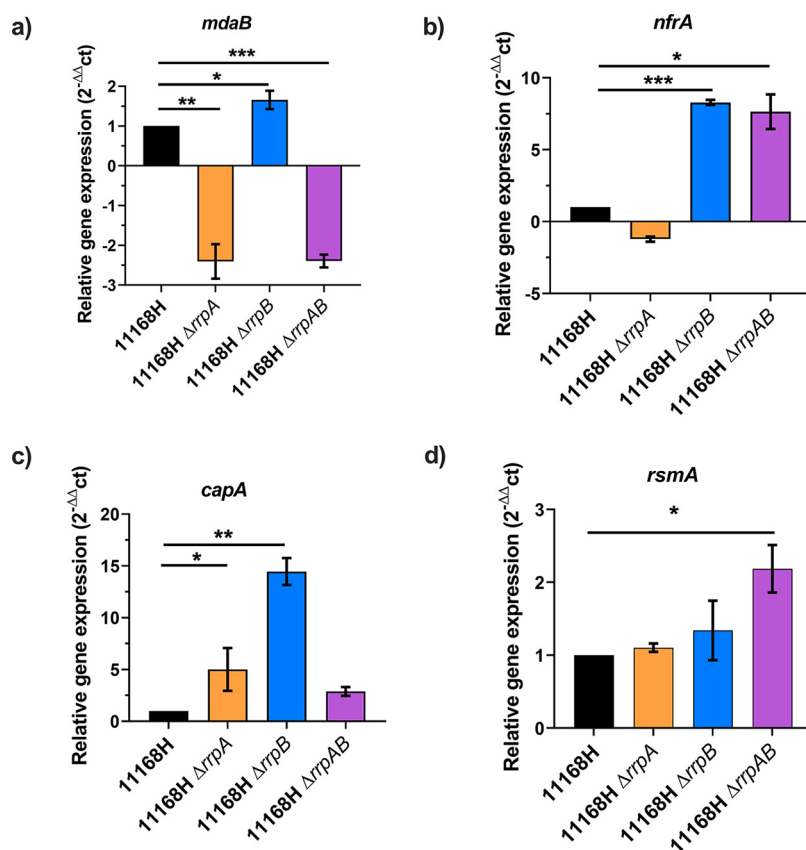 a)
mdaB
Relative gene expression (2^-ΔΔct)
***
*
**
2
1
0
-1
-2
-3
11168H
11168H ΔrrpA
11168H ΔrrpB
11168H ΔrrpAB
b)
nfrA
Relative gene expression (2^-ΔΔct)
*
***
10
5
0
-5
11168H
11168H ΔrrpA
11168H ΔrrpB
11168H ΔrrpAB
c)
capA
Relative gene expression (2^-ΔΔct)
**
*
20
15
10
5
0
11168H
11168H ΔrrpA
11168H ΔrrpB
11168H ΔrrpAB
d)
rsmA
Relative gene expression (2^-ΔΔct)
*
3
2
1
0
11168H
11168H ΔrrpA
11168H ΔrrpB
11168H ΔrrpAB